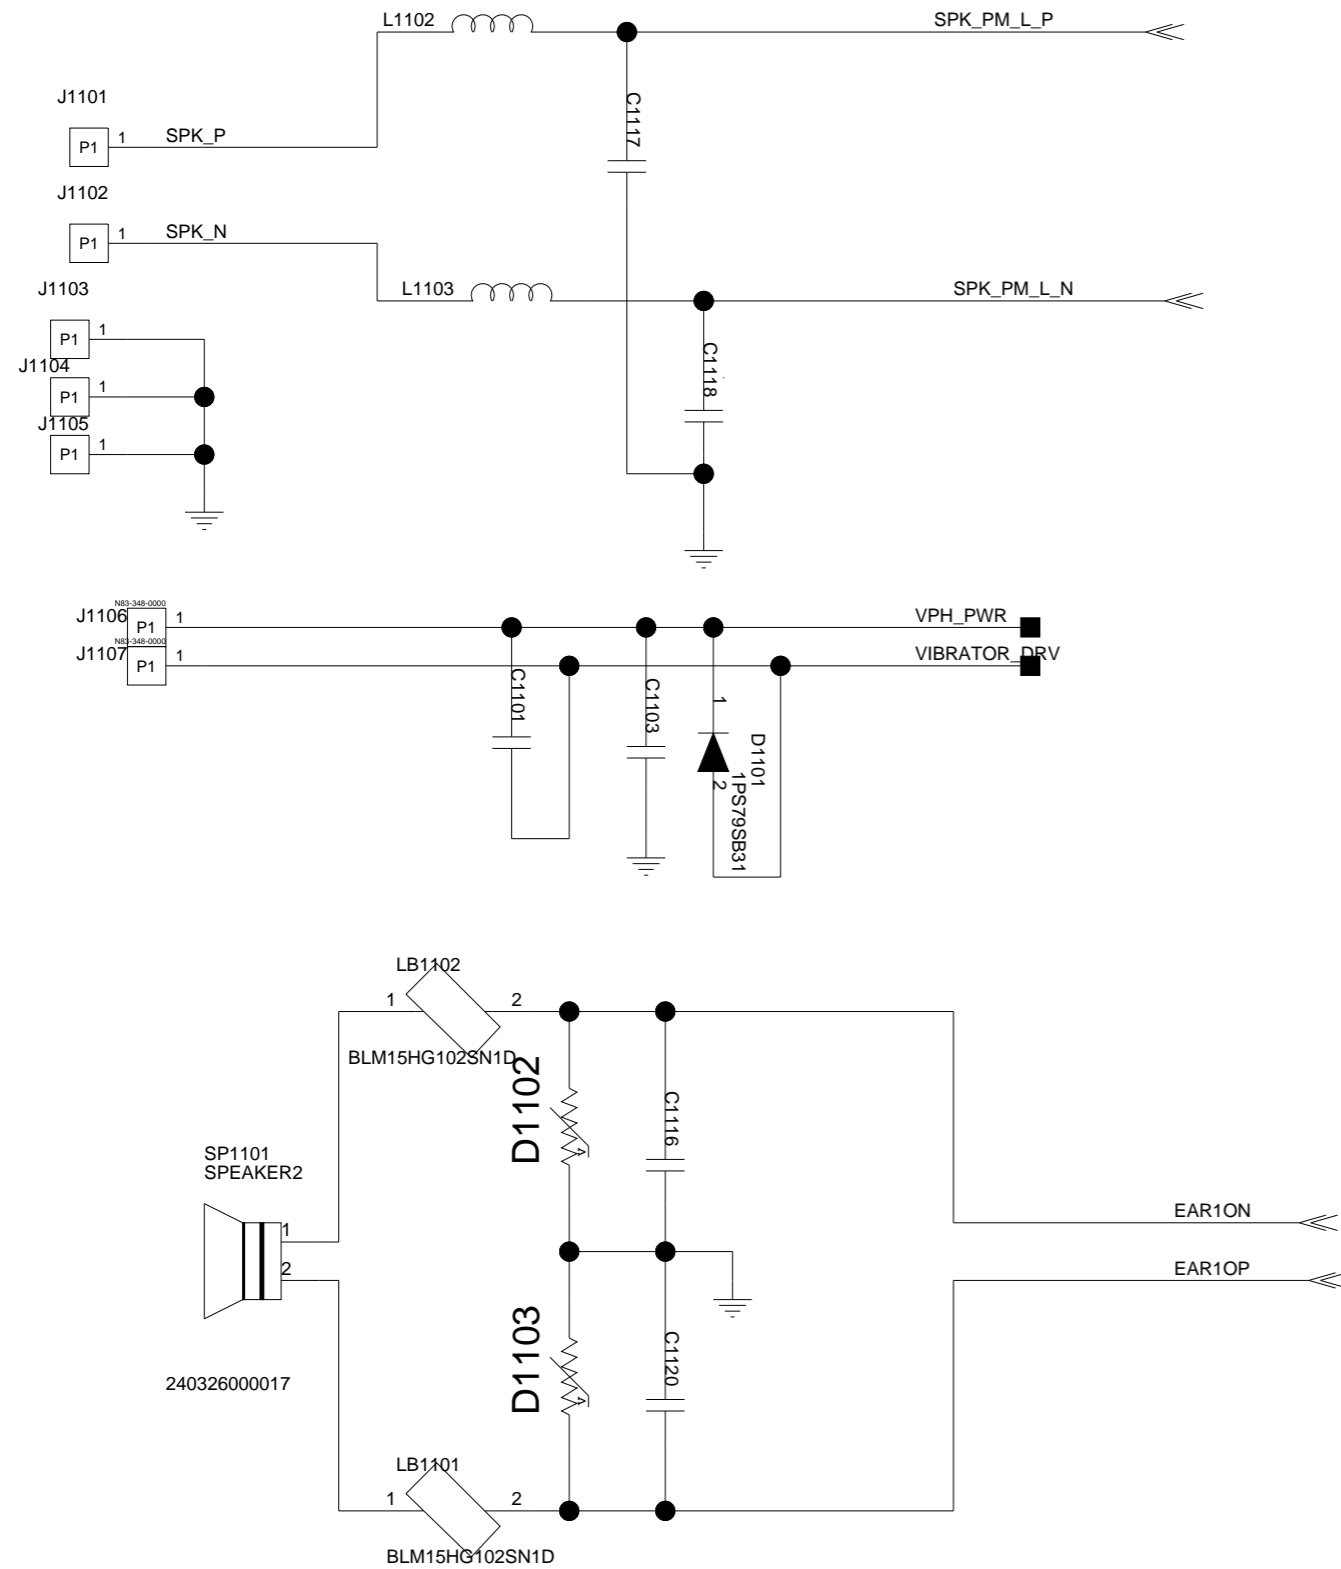 L1102
SPK_PM_L_P
J1101
C1117
P1
1
SPK_P
J1102
P1
1
SPK_N
J1103
L1103
SPK_PM_L_N
P1
1
J1104
C1118
P1
1
J1105
P1
1
N83-348-0000
J1106
P1
1
VPH_PWR
N83-348-0000
J1107
P1
1
VIBRATOR_DRV
C1101
C1103
1
D1101
1PS79SB31
2
LB1102
1
2
BLM15HG102SN1D
D1102
C1116
SP1101
SPEAKER2
1
EAR1ON
2
EAR1OP
D1103
C1120
240326000017
LB1101
1
2
BLM15HG102SN1D